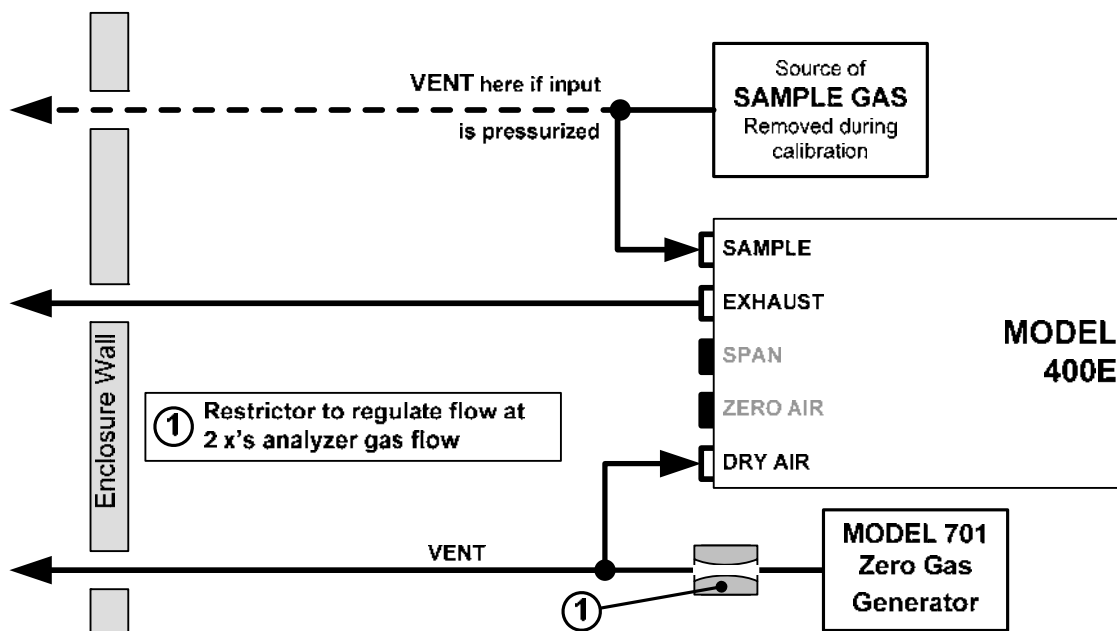 Source of
SAMPLE GAS
Removed during
calibration
VENT here if input
is pressurized
SAMPLE
EXHAUST
SPAN
ZERO AIR
DRY AIR
MODEL
400E
Enclosure Wall
1 Restrictor to regulate flow at
2 x's analyzer gas flow
VENT
1
MODEL 701
Zero Gas
Generator